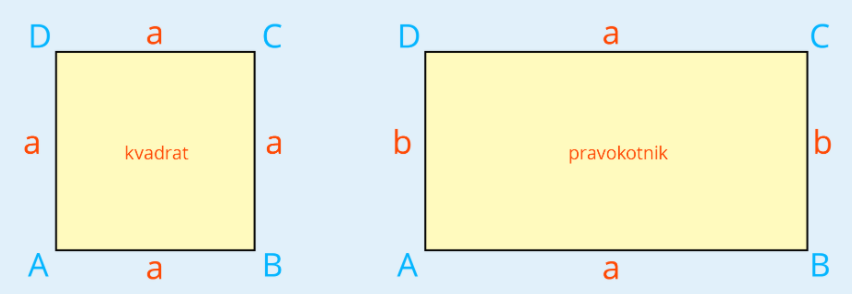 D a C
a kvadrat a
A a B
D a C
b pravokotnik b
A a B